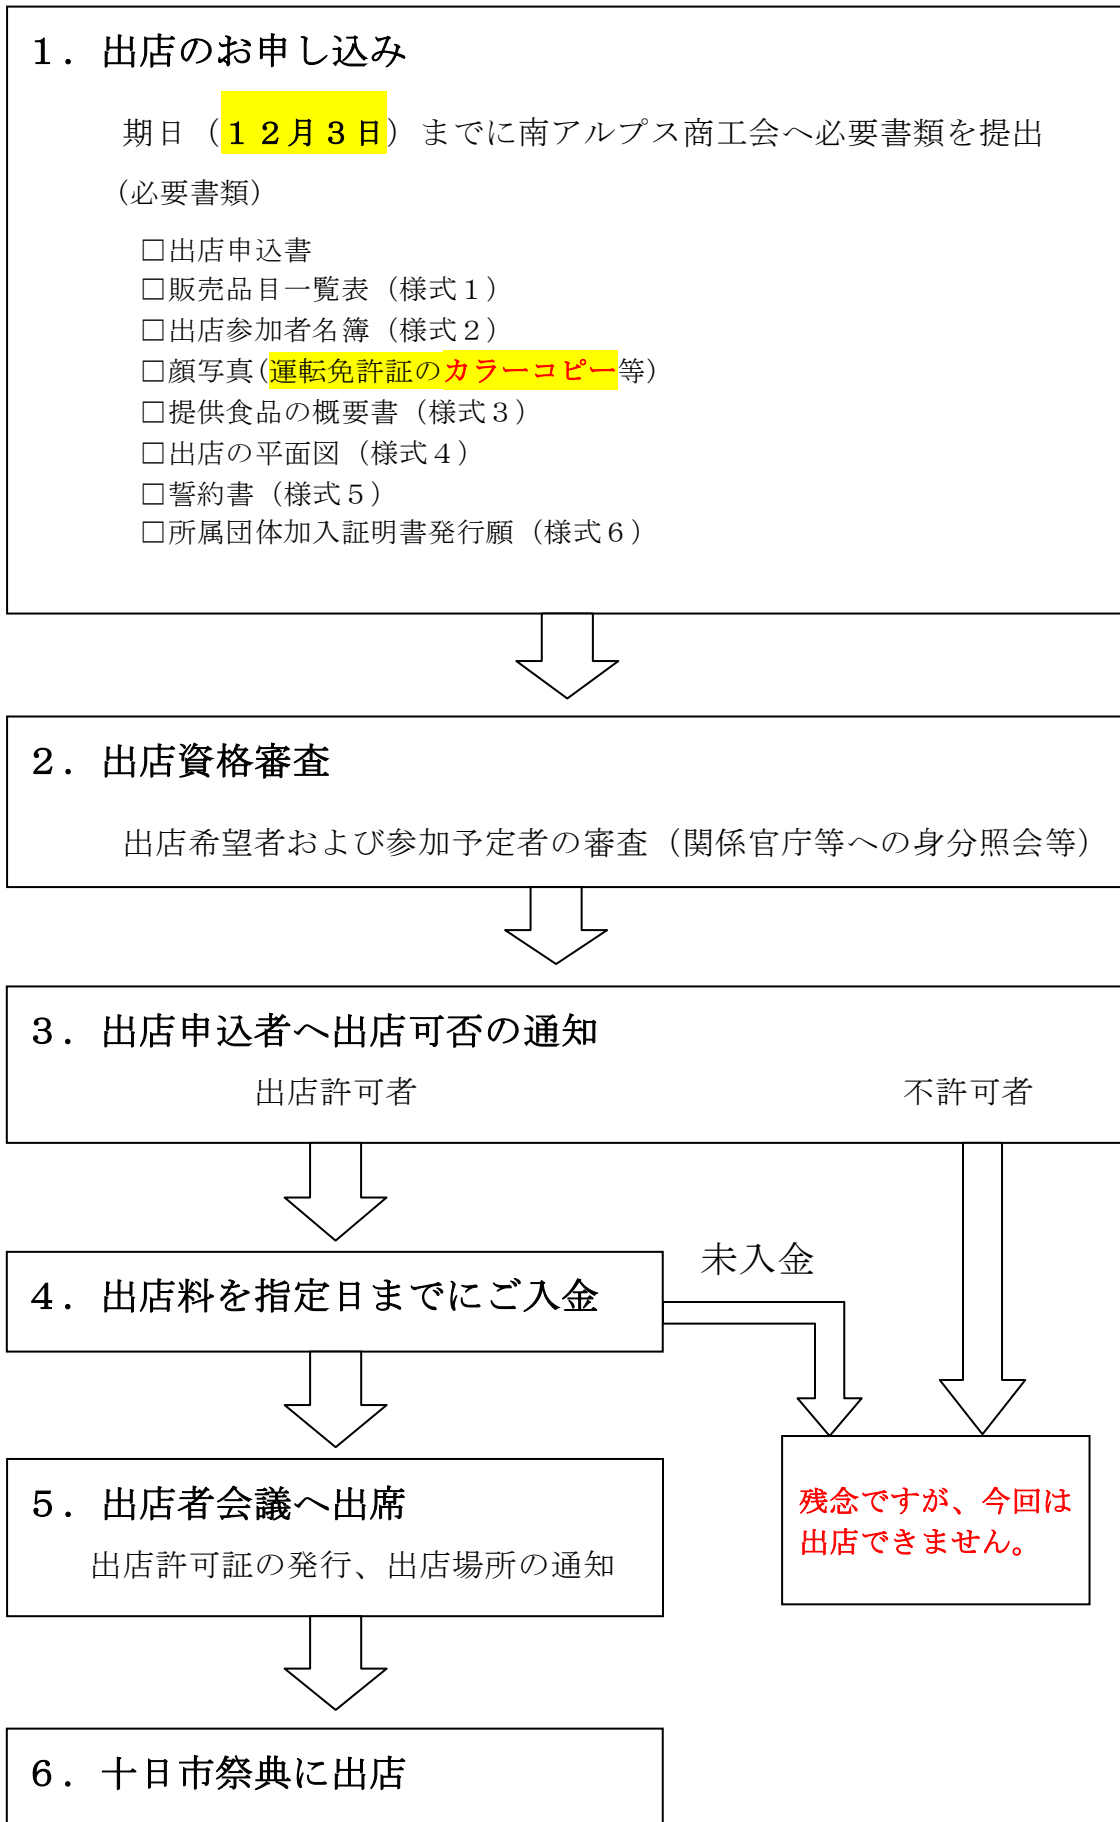 １．出店のお申し込み
期日（１２月３日）までに南アルプス商工会へ必要書類を提出
（必要書類）
□出店申込書
□販売品目一覧表（様式１）
□出店参加者名簿（様式２）
□顔写真（運転免許証のカラーコピー等）
□提供食品の概要書（様式３）
□出店の平面図（様式４）
□誓約書（様式５）
□所属団体加入証明書発行願（様式６）
２．出店資格審査
出店希望者および参加予定者の審査（関係官庁等への身分照会等）
３．出店申込者へ出店可否の通知
出店許可者
不許可者
４．出店料を指定日までにご入金
未入金
５．出店者会議へ出席
出店許可証の発行、出店場所の通知
残念ですが、今回は
出店できません。
６．十日市祭典に出店